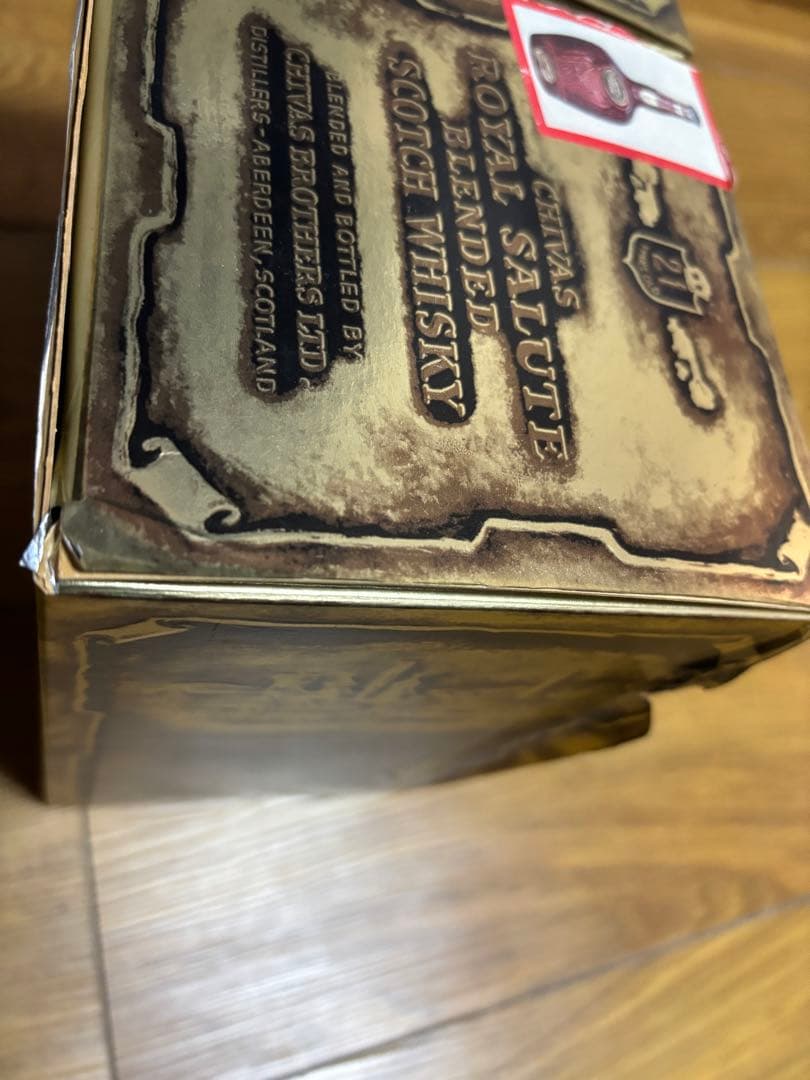 21
CHIVAS
ROYAL SALUTE
BLENDED
SCOTCH WHISKY
BLENDED AND BOTTLED BY
CHIVAS BROTHERS LTD.
DISTILLERS-ABERDEEN, SCOTLAND